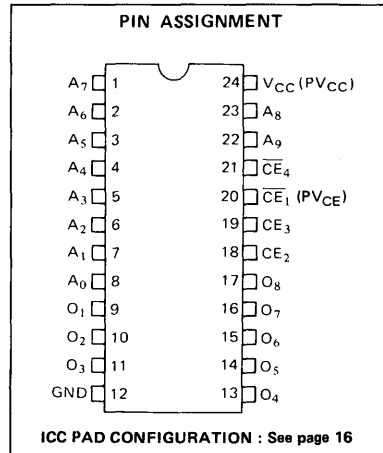 PIN ASSIGNMENT
A7 1 24 VCC (PVCC)
A6 2 23 A8
A5 3 22 A9
A4 4 21 C̅E̅4
A3 5 20 C̅E̅1 (PVCE)
A2 6 19 CE3
A1 7 18 CE2
A0 8 17 O8
O1 9 16 O7
O2 10 15 O6
O3 11 14 O5
GND 12 13 O4
ICC PAD CONFIGURATION : See page 16